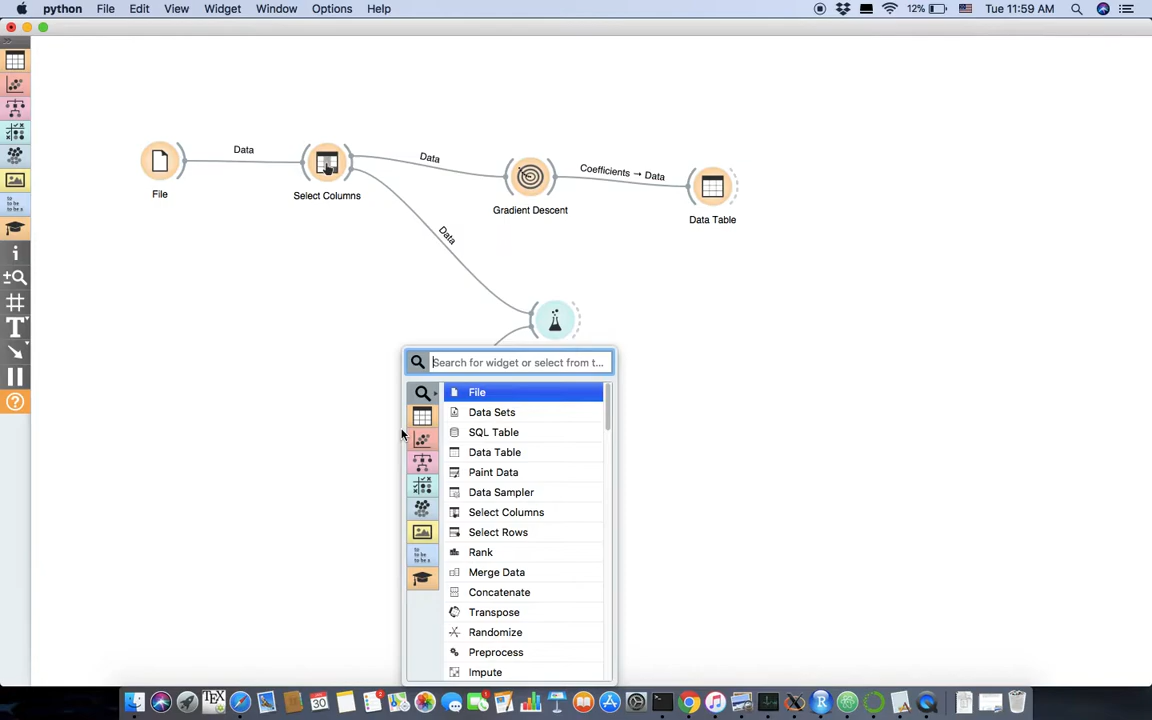 python File Edit View Widget Window Options Help 12% Tue 11:59 AM
Data
Data
Coefficients → Data
File
Select Columns
Gradient Descent
Data Table
Data
Search for widget or select from t...
File
Data Sets
SQL Table
Data Table
Paint Data
Data Sampler
Select Columns
Select Rows
Rank
Merge Data
Concatenate
Transpose
Randomize
Preprocess
Impute